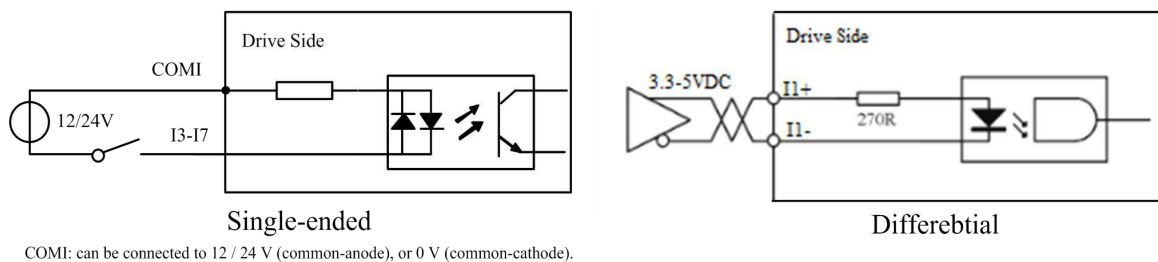 Drive Side
COMI
12/24V
I3-I7
Single-ended
COMI: can be connected to 12 / 24 V (common-anode), or 0 V (common-cathode).
Drive Side
3.3-5VDC
I1+
270R
I1-
Differebtial